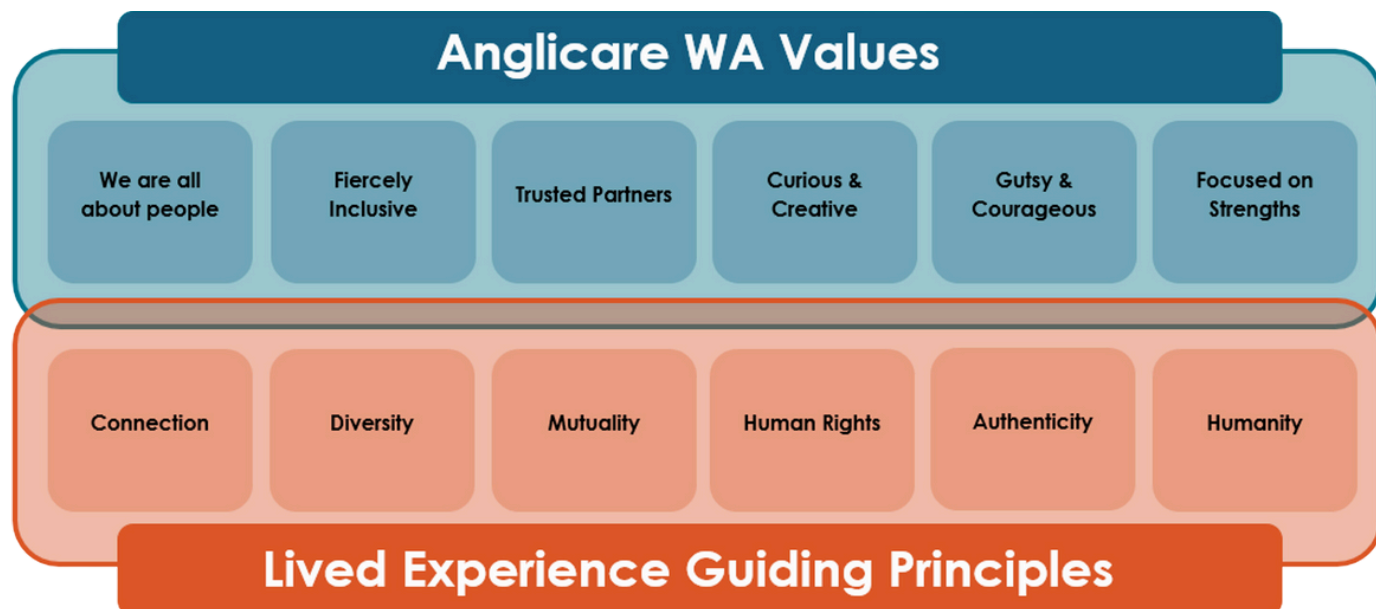 Anglicare WA Values
We are all
about people
Fiercely
Inclusive
Trusted Partners
Curious &
Creative
Gutsy &
Courageous
Focused on
Strengths
Connection
Diversity
Mutuality
Human Rights
Authenticity
Humanity
Lived Experience Guiding Principles